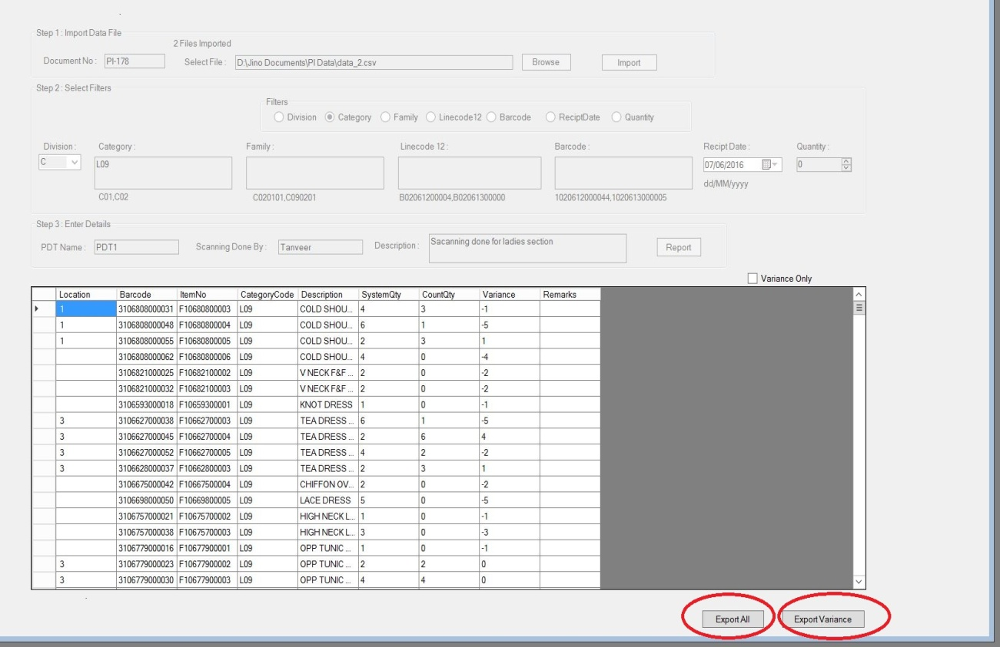 Step 1 : Import Data File
2 Files Imported
Document No : PI-178 Select File : D:\Jino Documents\PI Data\data_2.csv Browse Import
Step 2 : Select Filters
Filters
Division Category Family Linecode12 Barcode ReciptDate Quantity
Division : Category : Family : Linecode 12 : Barcode : Recipt Date : Quantity :
C L09 07/06/2016 0
dd/MM/yyyy
C01,C02 C020101,C090201 B02061200004,B02061300000 1020612000044,1020613000005
Step 3 : Enter Details
PDT Name : PDT1 Scanning Done By : Tanveer Description : Sacanning done for ladies section Report
Variance Only
Location Barcode ItemNo CategoryCode Description SystemQty CountQty Variance Remarks
1 3106808000031 F10680800003 L09 COLD SHOU... 4 3 -1
1 3106808000048 F10680800004 L09 COLD SHOU... 6 1 -5
1 3106808000055 F10680800005 L09 COLD SHOU... 2 3 1
3106808000062 F10680800006 L09 COLD SHOU... 4 0 -4
3106821000025 F10682100002 L09 V NECK F&F ... 2 0 -2
3106821000032 F10682100003 L09 V NECK F&F ... 2 0 -2
3106593000018 F10659300001 L09 KNOT DRESS 1 0 -1
3 3106627000038 F10662700003 L09 TEA DRESS ... 6 1 -5
3 3106627000045 F10662700004 L09 TEA DRESS ... 2 6 4
3 3106627000052 F10662700005 L09 TEA DRESS ... 4 2 -2
3 3106628000037 F10662800003 L09 TEA DRESS ... 2 3 1
3106675000042 F10667500004 L09 CHIFFON OV... 2 0 -2
3106698000050 F10669800005 L09 LACE DRESS 5 0 -5
3106757000021 F10675700002 L09 HIGH NECK L... 1 0 -1
3106757000038 F10675700003 L09 HIGH NECK L... 3 0 -3
3106779000016 F10677900001 L09 OPP TUNIC ... 1 0 -1
3 3106779000023 F10677900002 L09 OPP TUNIC ... 2 2 0
3 3106779000030 F10677900003 L09 OPP TUNIC ... 4 4 0
Export All Export Variance